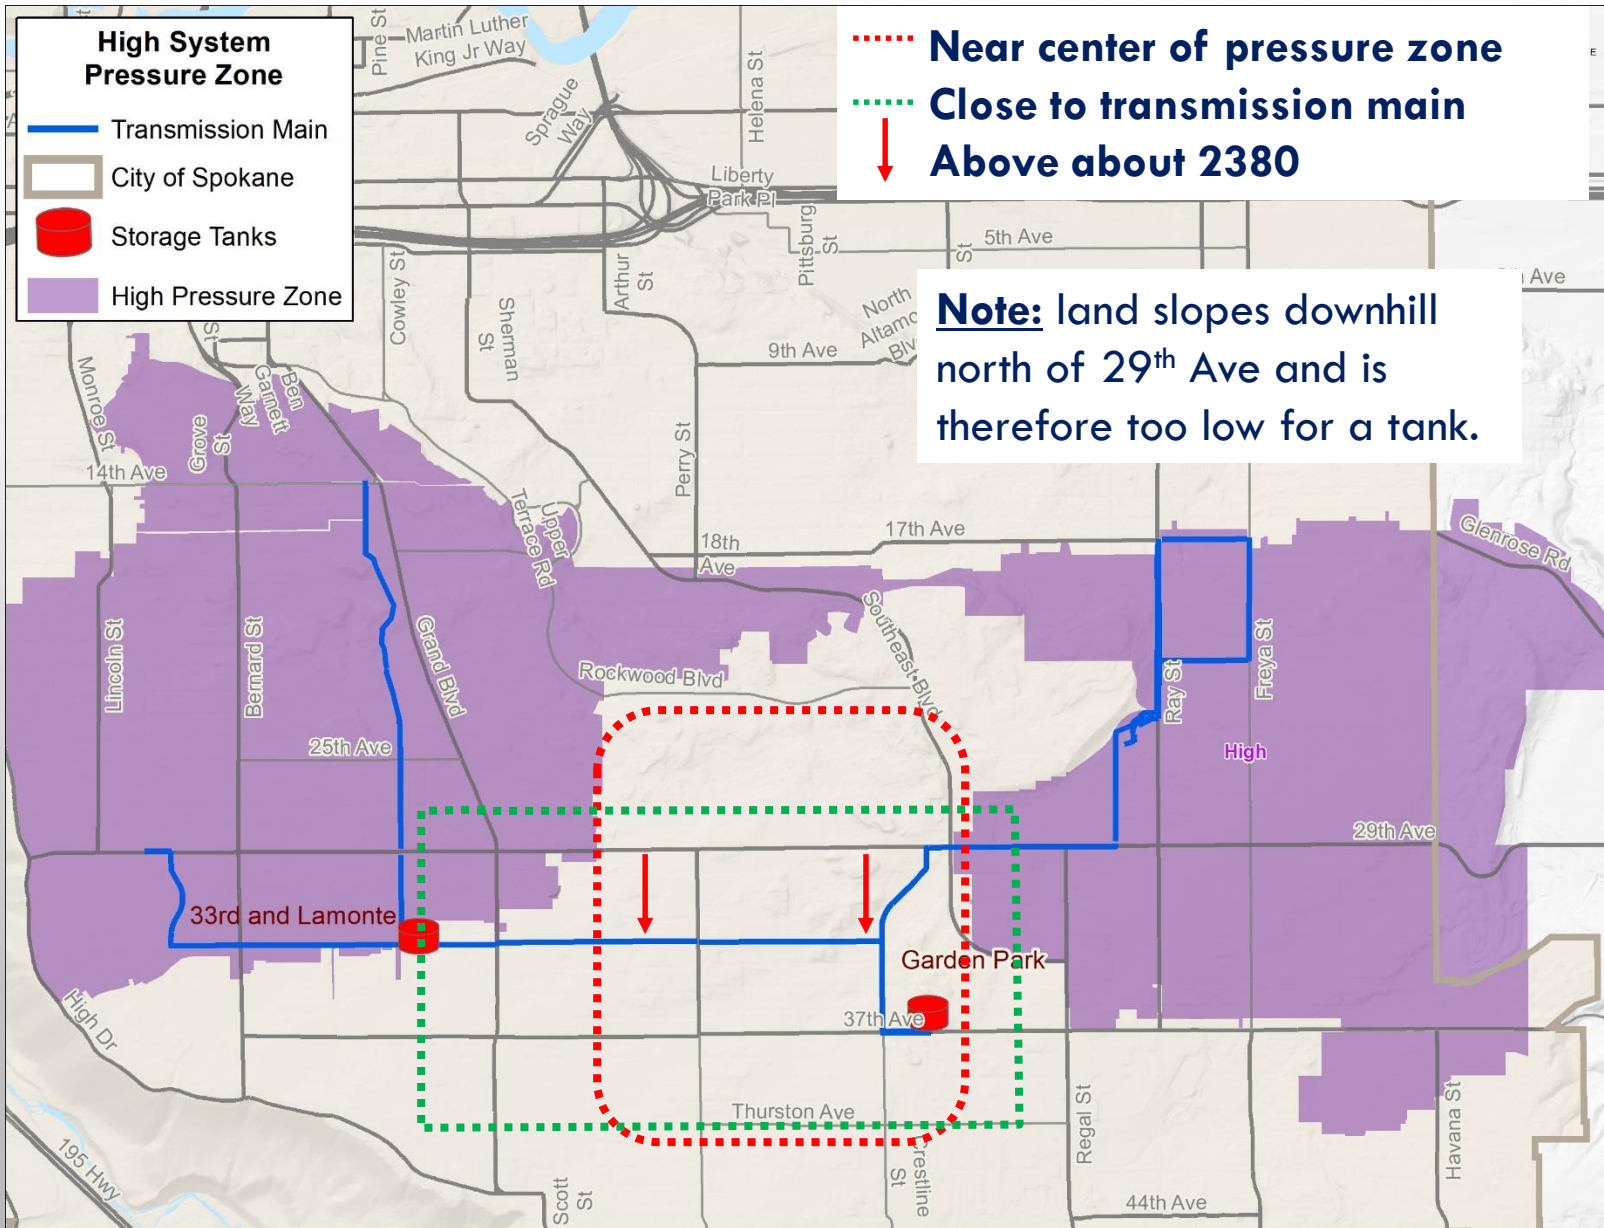 High System
Pressure Zone
Transmission Main
City of Spokane
Storage Tanks
High Pressure Zone
Near center of pressure zone
Close to transmission main
Above about 2380
Note: land slopes downhill
north of 29th Ave and is
therefore too low for a tank.
Pine St
Martin Luther
King Jr Way
Sprague
Way
Helena St
Liberty
Park Pl
Pittsburg
St
St
5th Ave
Ave
E
Cowley St
Sherman
St
Arthur
St
North
Altamo
Blv
9th Ave
Monroe St
St
Grove
St
Garnett
Way
Ben
14th Ave
Perry St
Upper
Terrace Rd
18th
Ave
17th Ave
Glenrose Rd
Lincoln St
Bernard St
Grand Blvd
Southeast Blvd
Rockwood Blvd
Ray St
Freya St
High
25th Ave
29th Ave
33rd and Lamonte
Garden Park
37th Ave
High Dr
Thurston Ave
Regal St
Havana St
195 Hwy
Scott
St
Crestline
St
44th Ave